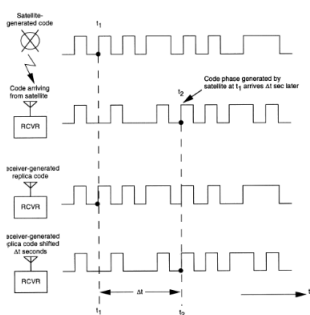 Satellite-
generated code
t1
Code arriving
from satellite
RCVR
t2
Code phase generated by
satellite at t1 arrives Δt sec later
eceiver-generated
replica code
RCVR
eceiver-generated
plica code shifted
Δt seconds
RCVR
Δt
t
t1
t2